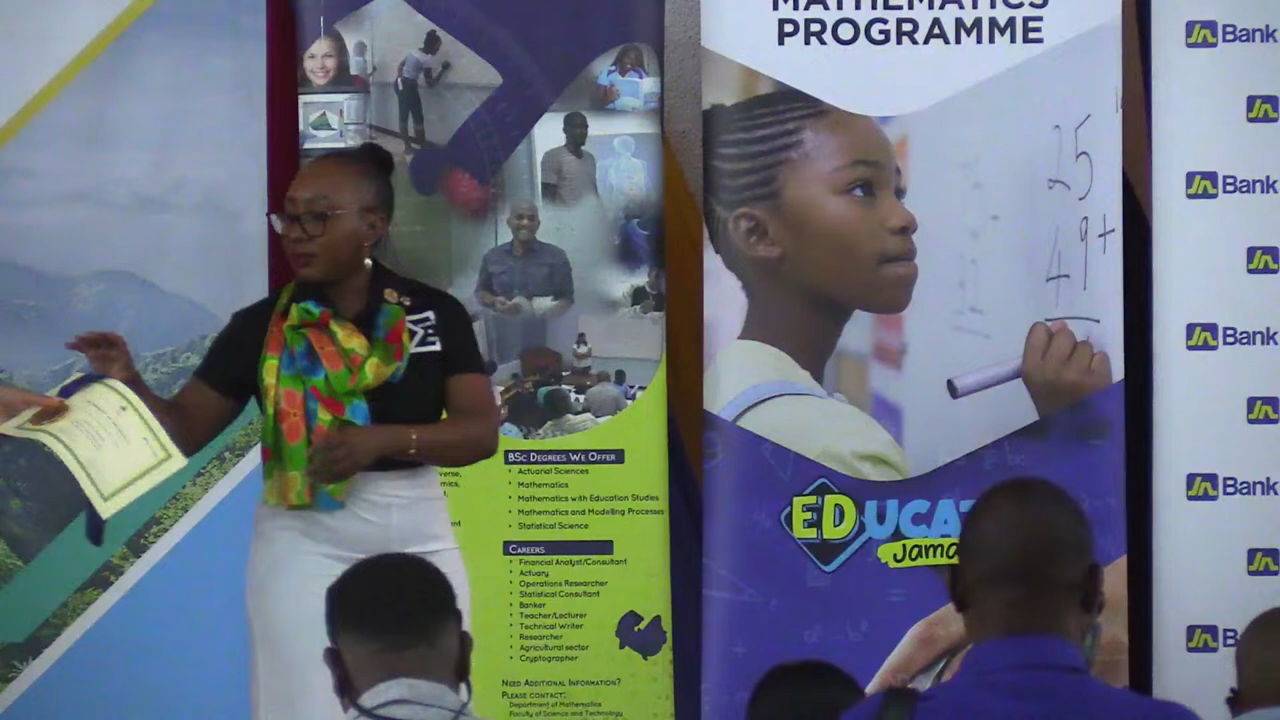 MATHEMATICS
PROGRAMME
25
49+
EDUCA
Jama
BSc Degrees We Offer
Actuarial Sciences
Mathematics
Mathematics with Education Studies
Mathematics and Modelling Processes
Statistical Science
Careers
Financial Analyst/Consultant
Actuary
Operations Researcher
Statistical Consultant
Banker
Teacher/Lecturer
Technical Writer
Researcher
Agricultural sector
Cryptographer
Need Additional Information?
Please contact:
Department of Mathematics
Faculty of Science and Technology
Jn Bank
Jn
Jn Bank
Jn
Jn Bank
Jn
Jn Bank
Jn
Jn B